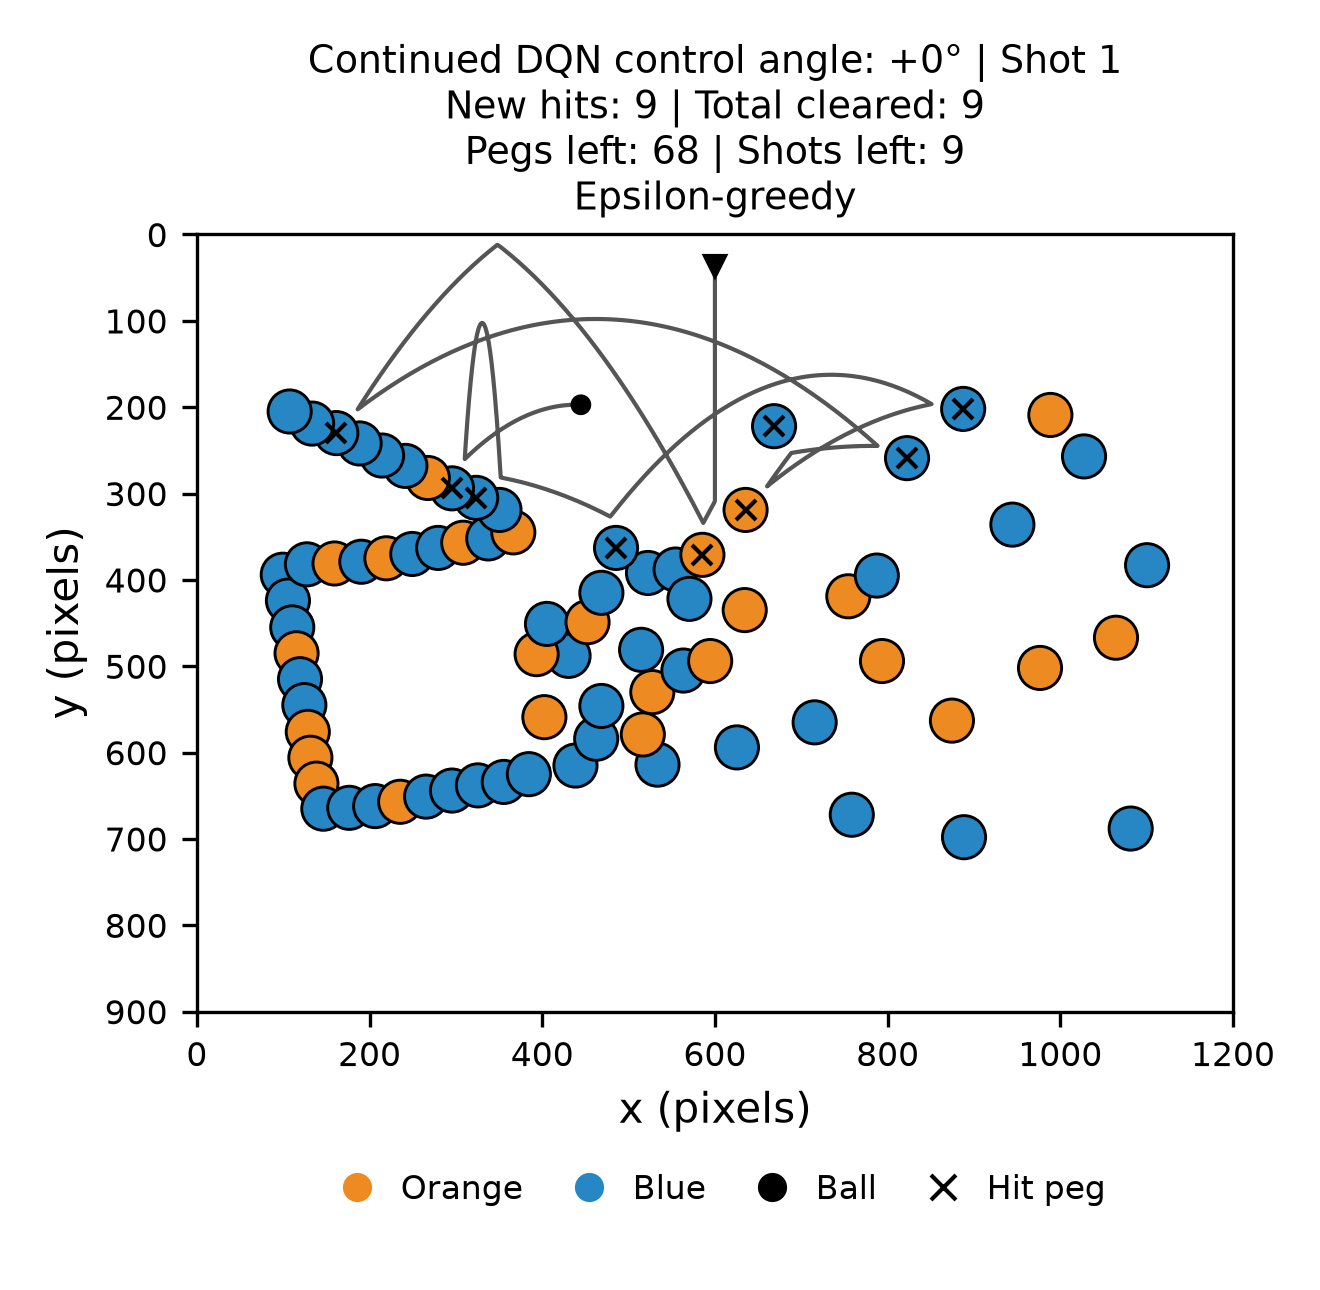 Continued DQN control angle: +0° | Shot 1
New hits: 9 | Total cleared: 9
Pegs left: 68 | Shots left: 9
Epsilon-greedy
0
100
200
300
400
500
600
700
800
900
y (pixels)
0 200 400 600 800 1000 1200
x (pixels)
Orange Blue Ball Hit peg